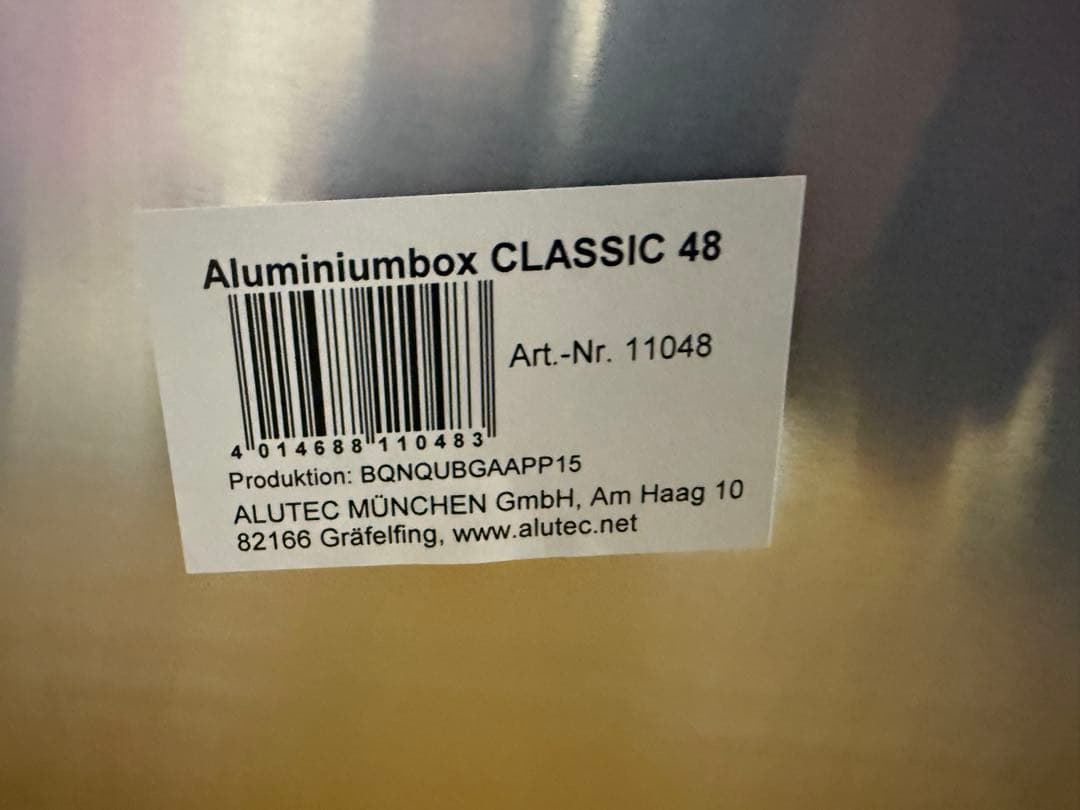 Aluminiumbox CLASSIC 48
Art.-Nr. 11048
4 014688 110483
Produktion: BQNQUBGAAPP15
ALUTEC MÜNCHEN GmbH, Am Haag 10
82166 Gräfelfing, www.alutec.net